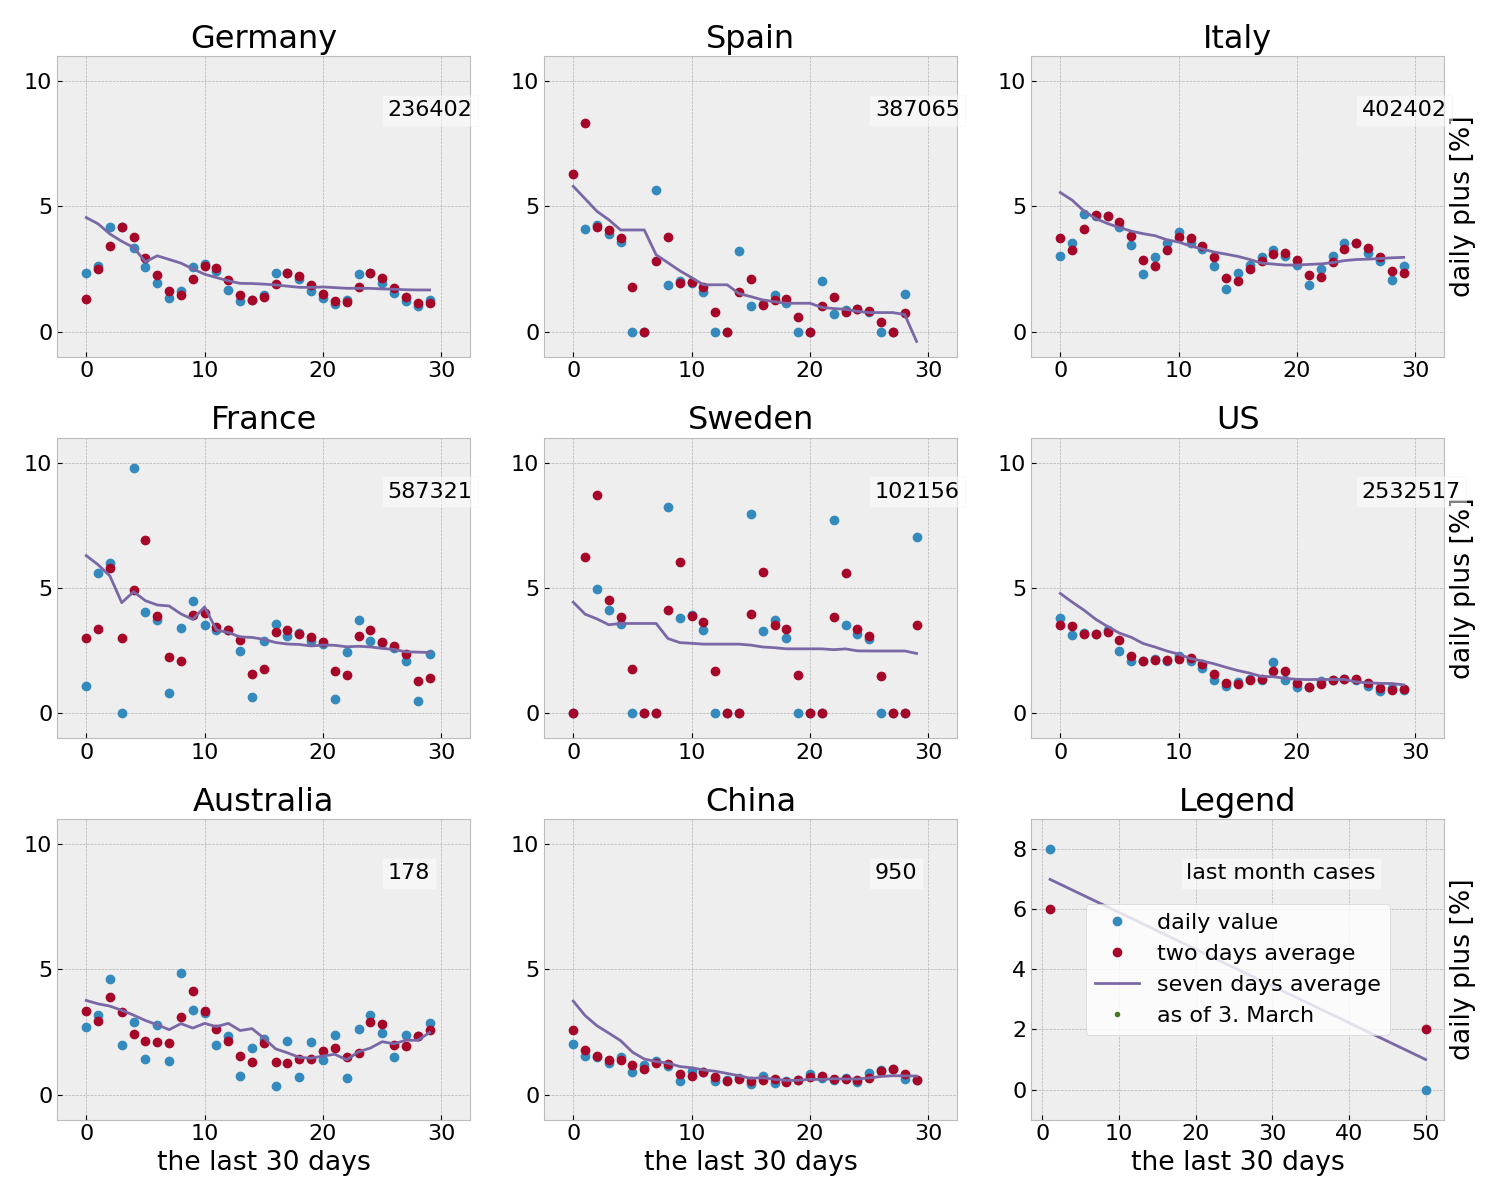 Germany
Spain
Italy
10
5
0
0 10 20 30
236402
10
5
0
0 10 20 30
387065
10
5
0
0 10 20 30
402402
daily plus [%]
France
Sweden
US
10
5
0
0 10 20 30
587321
10
5
0
0 10 20 30
102156
10
5
0
0 10 20 30
2532517
daily plus [%]
Australia
China
Legend
10
5
0
0 10 20 30
178
the last 30 days
10
5
0
0 10 20 30
950
the last 30 days
8
6
4
2
0
0 10 20 30 40 50
last month cases
daily value
two days average
seven days average
as of 3. March
the last 30 days
daily plus [%]